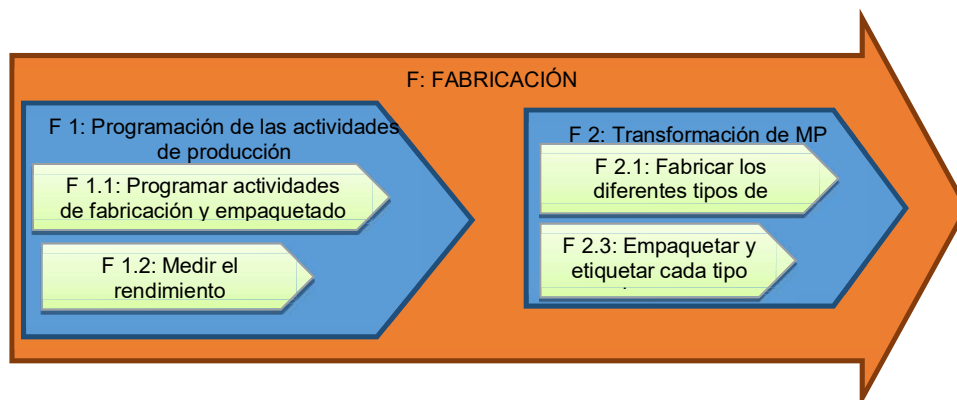 F: FABRICACIÓN
F 1: Programación de las actividades
de producción
F 1.1: Programar actividades
de fabricación y empaquetado
F 1.2: Medir el
rendimiento
F 2: Transformación de MP
F 2.1: Fabricar los
diferentes tipos de
F 2.3: Empaquetar y
etiquetar cada tipo